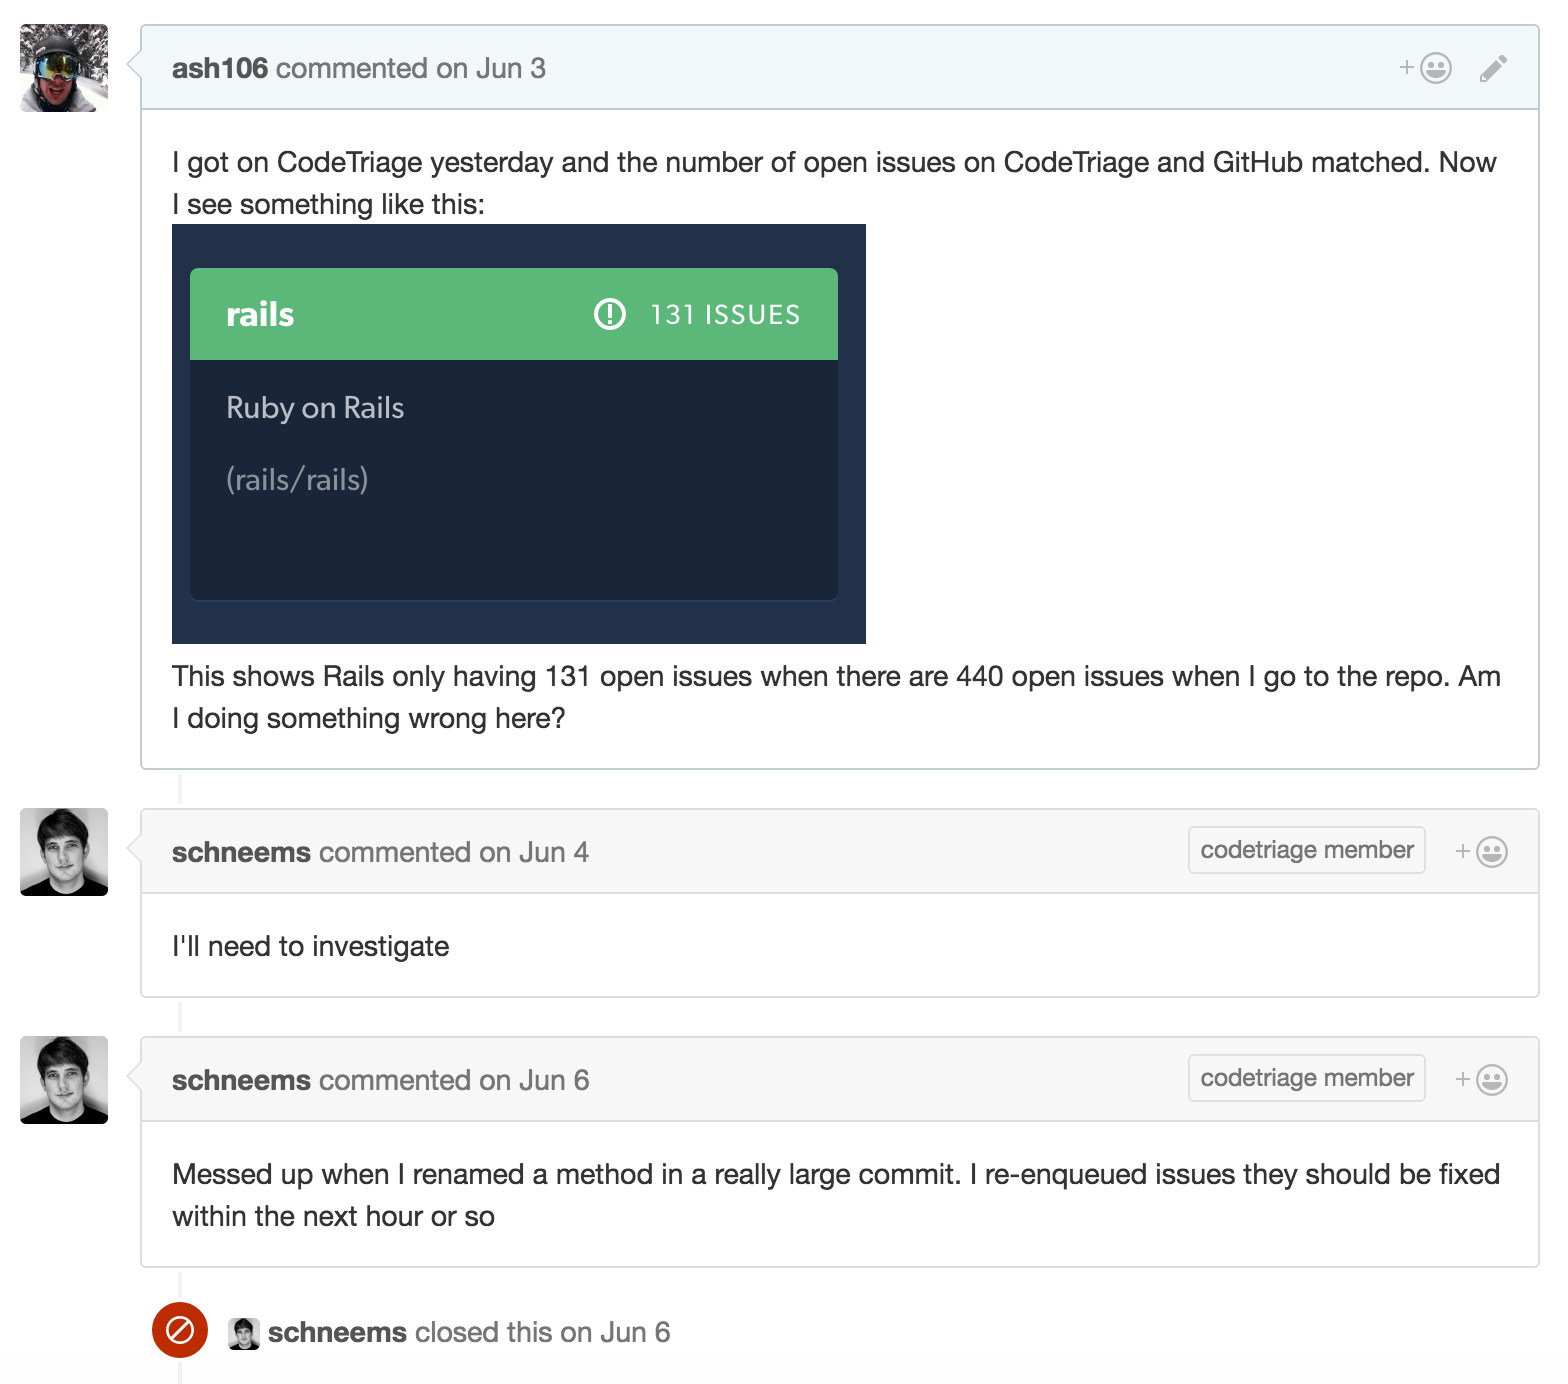 ash106 commented on Jun 3
I got on CodeTriage yesterday and the number of open issues on CodeTriage and GitHub matched. Now
I see something like this:
rails 131 ISSUES
Ruby on Rails
(rails/rails)
This shows Rails only having 131 open issues when there are 440 open issues when I go to the repo. Am
I doing something wrong here?
schneems commented on Jun 4 codetriage member
I'll need to investigate
schneems commented on Jun 6 codetriage member
Messed up when I renamed a method in a really large commit. I re-enqueued issues they should be fixed
within the next hour or so
schneems closed this on Jun 6